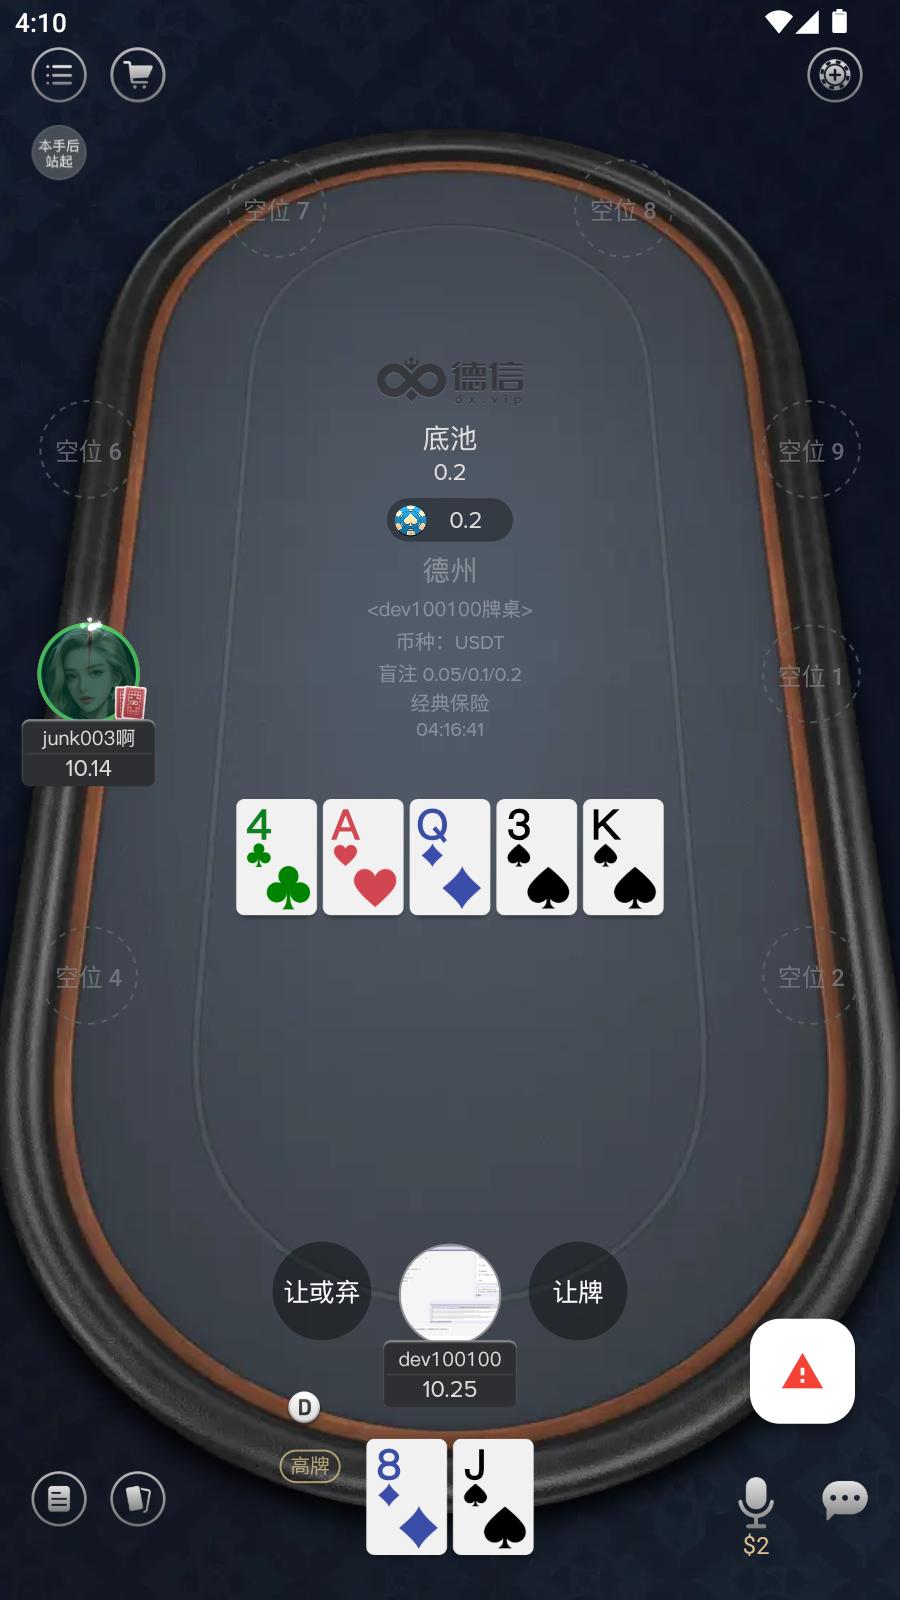 4:10
本手后
站起
空位 7
空位 8
德信
dx.vip
底池
0.2
0.2
空位 6
空位 9
德州
<dev100100牌桌>
币种：USDT
盲注 0.05/0.1/0.2
经典保险
04:16:41
空位 1
junk003啊
10.14
4 A Q 3 K
空位 4
空位 2
让或弃
让牌
dev100100
10.25
D
高牌
8 J
$2